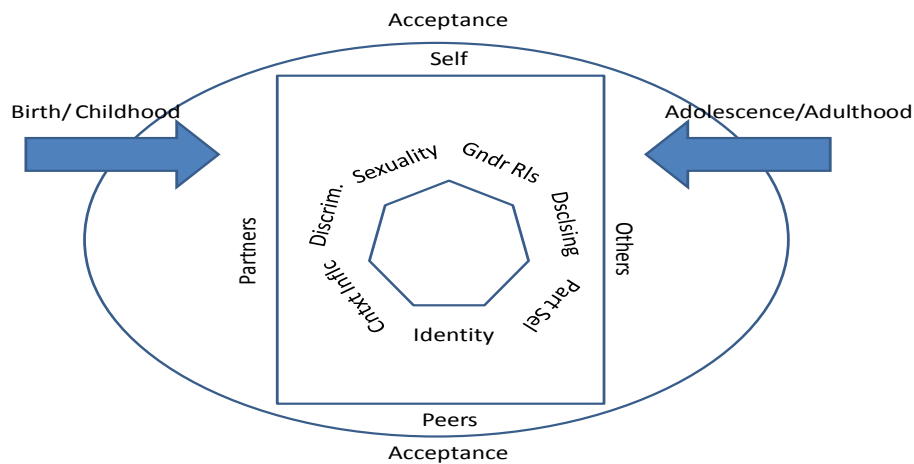 Acceptance
Self
Birth/ Childhood
Adolescence/Adulthood
Sexuality
Gndr Rls
Discrim.
Dsclsing
Partners
Others
Cntxt Inflc
Part Sel
Identity
Peers
Acceptance